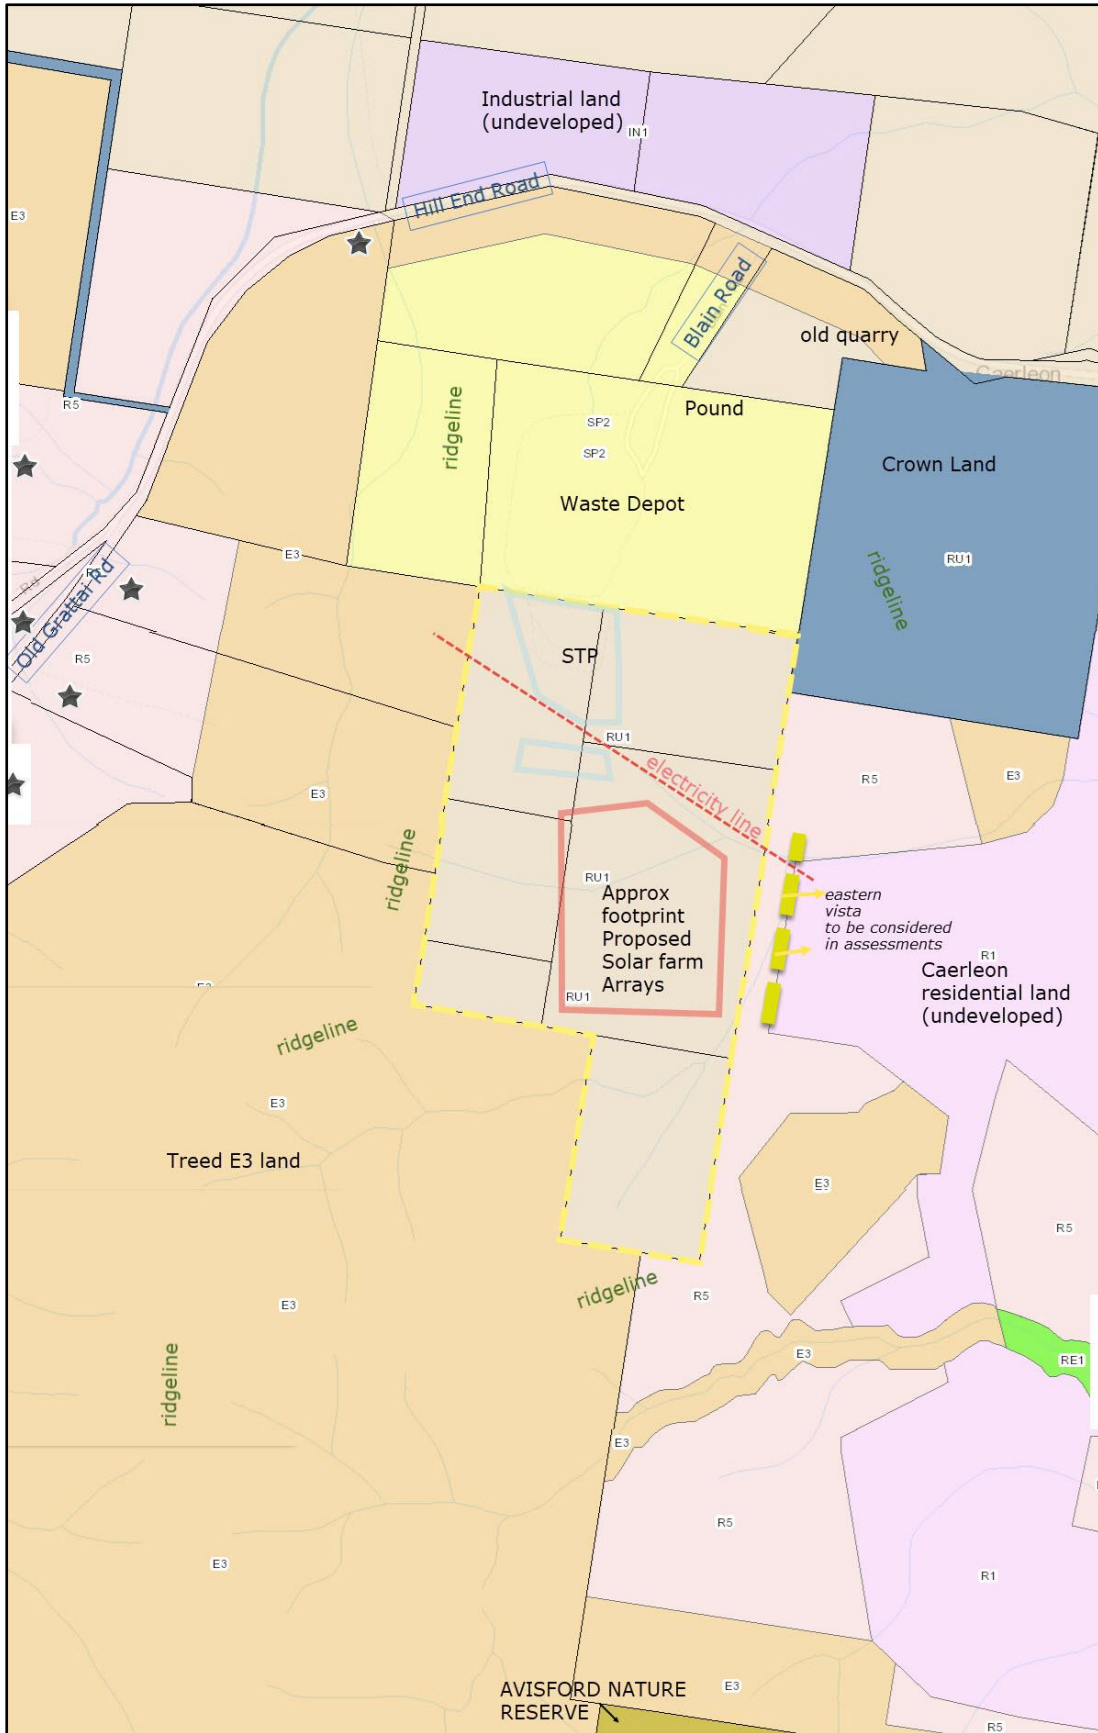 Industrial land
(undeveloped)
IN1
Hill End Road
E3
Blain Road
old quarry
Caerleon
R5
ridgeline
Pound
SP2
SP2
Crown Land
Waste Depot
RU1
ridgeline
E3
Rd
Old Grattai Rd
R5
STP
RU1
electricity line
R5
E3
E3
ridgeline
RU1
Approx
footprint
Proposed
Solar farm
Arrays
RU1
eastern
vista
to be considered
in assessments
R1
Caerleon
residential land
(undeveloped)
ridgeline
E3
Treed E3 land
E3
R5
ridgeline
R5
E3
ridgeline
E3
RE1
E3
R5
E3
R1
AVISFORD NATURE
RESERVE
E3
R5